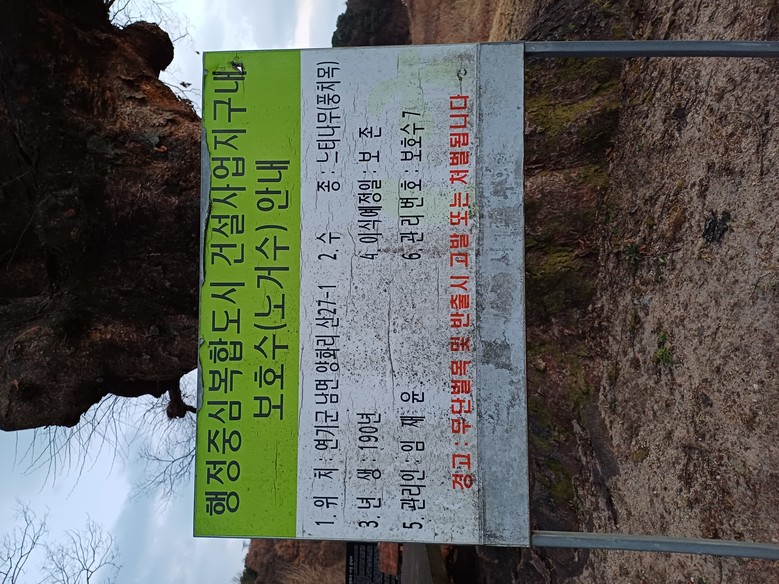 행정중심복합도시 건설사업지구내
보호수(노거수) 안내
1. 위 치 : 연기군 남면 양화리 산27-1 2. 수 종 : 느티나무(풍치목)
3. 년 생 : 190년 4. 이식예정일 : 보 존
5. 관리인 : 임 재 윤 6. 관리번호 : 보호수 7
경고 : 무단벌목 및 반출시 고발 또는 처벌됩니다